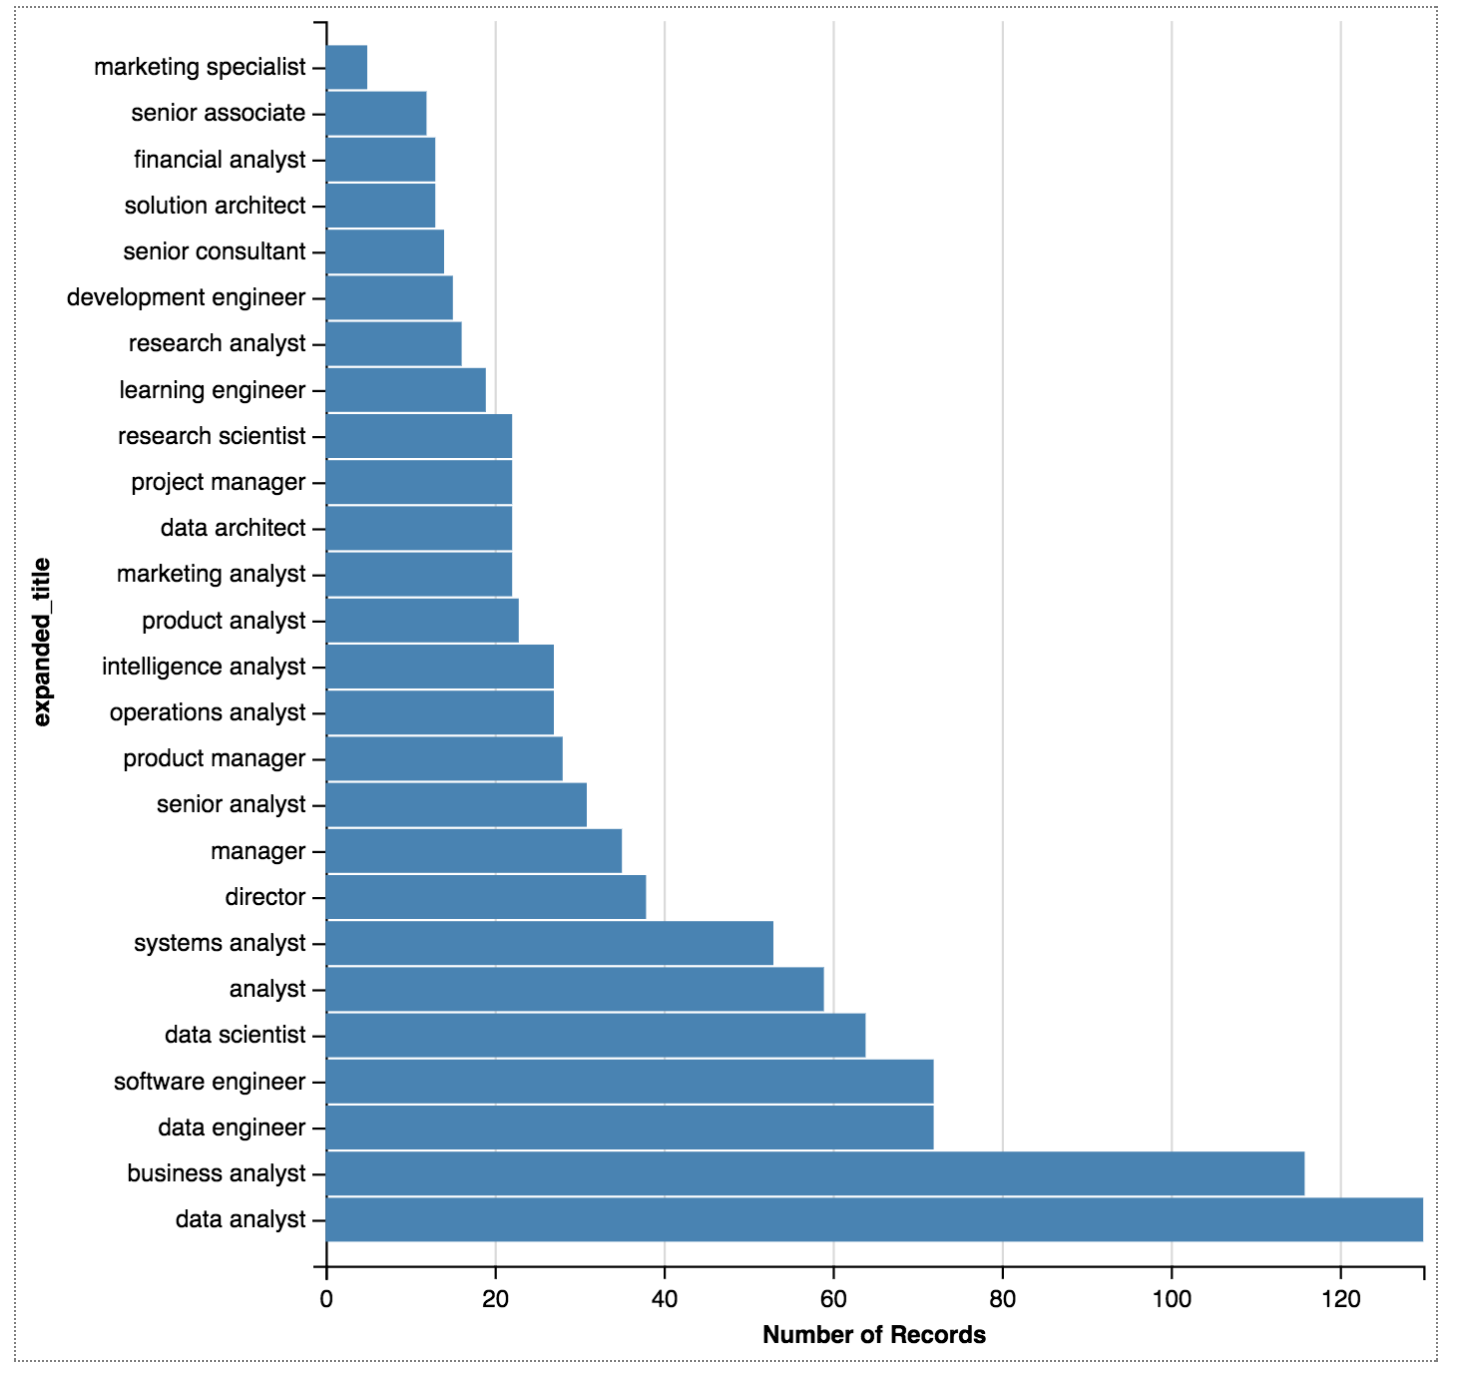 marketing specialist
senior associate
financial analyst
solution architect
senior consultant
development engineer
research analyst
learning engineer
research scientist
project manager
data architect
marketing analyst
product analyst
intelligence analyst
operations analyst
product manager
senior analyst
manager
director
systems analyst
analyst
data scientist
software engineer
data engineer
business analyst
data analyst
expanded_title
0 20 40 60 80 100 120
Number of Records